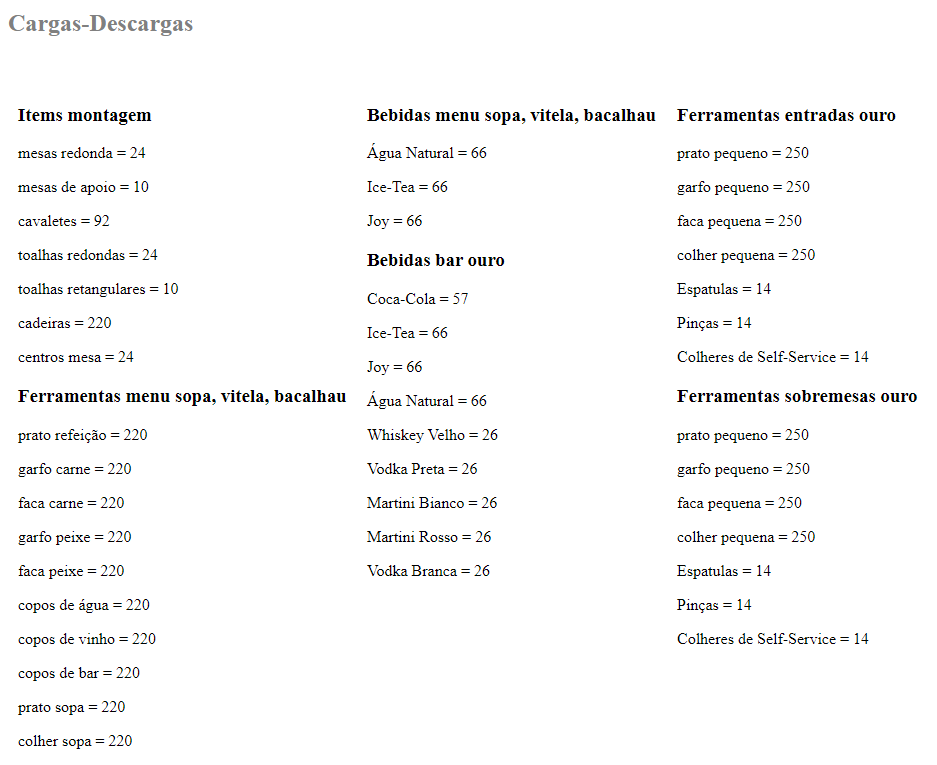 Cargas-Descargas
Items montagem
mesas redonda = 24
mesas de apoio = 10
cavaletes = 92
toalhas redondas = 24
toalhas retangulares = 10
cadeiras = 220
centros mesa = 24
Ferramentas menu sopa, vitela, bacalhau
prato refeição = 220
garfo carne = 220
faca carne = 220
garfo peixe = 220
faca peixe = 220
copos de água = 220
copos de vinho = 220
copos de bar = 220
prato sopa = 220
colher sopa = 220
Bebidas menu sopa, vitela, bacalhau
Água Natural = 66
Ice-Tea = 66
Joy = 66
Bebidas bar ouro
Coca-Cola = 57
Ice-Tea = 66
Joy = 66
Água Natural = 66
Whiskey Velho = 26
Vodka Preta = 26
Martini Bianco = 26
Martini Rosso = 26
Vodka Branca = 26
Ferramentas entradas ouro
prato pequeno = 250
garfo pequeno = 250
faca pequena = 250
colher pequena = 250
Espatulas = 14
Pinças = 14
Colheres de Self-Service = 14
Ferramentas sobremesas ouro
prato pequeno = 250
garfo pequeno = 250
faca pequena = 250
colher pequena = 250
Espatulas = 14
Pinças = 14
Colheres de Self-Service = 14